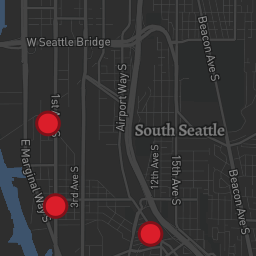 W Seattle Bridge
Beacon Ave S
Airport Way S
1st Ave S
South Seattle
E Marginal Way S
3rd Ave S
12th Ave S
15th Ave S
Beacon Ave S